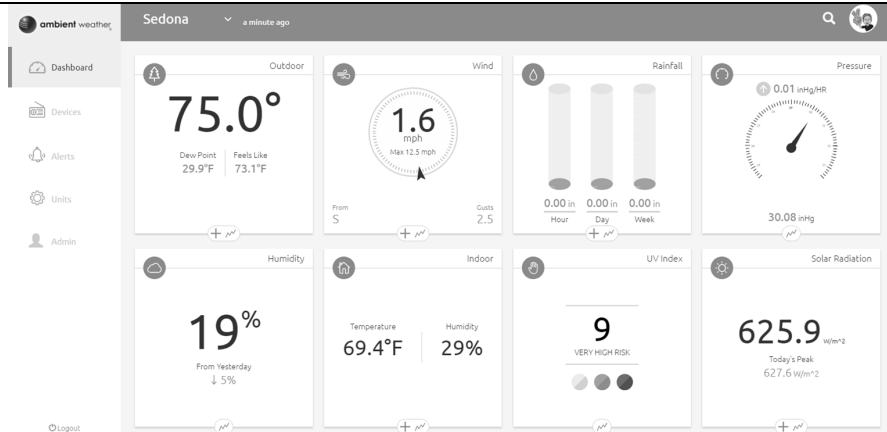 ambient weather
Sedona
a minute ago
Dashboard
Devices
Alerts
Units
Admin
Logout
Outdoor
75.0°
Dew Point
29.9°F
Feels Like
73.1°F
Wind
1.6
mph
Max 12.5 mph
From
S
Gusts
2.5
Rainfall
0.00 in
Hour
0.00 in
Day
0.00 in
Week
Pressure
0.01 inHg/HR
30.08 inHg
Humidity
19%
From Yesterday
↓ 5%
Indoor
Temperature
69.4°F
Humidity
29%
UV Index
9
VERY HIGH RISK
Solar Radiation
625.9 W/m^2
Today's Peak
627.6 W/m^2